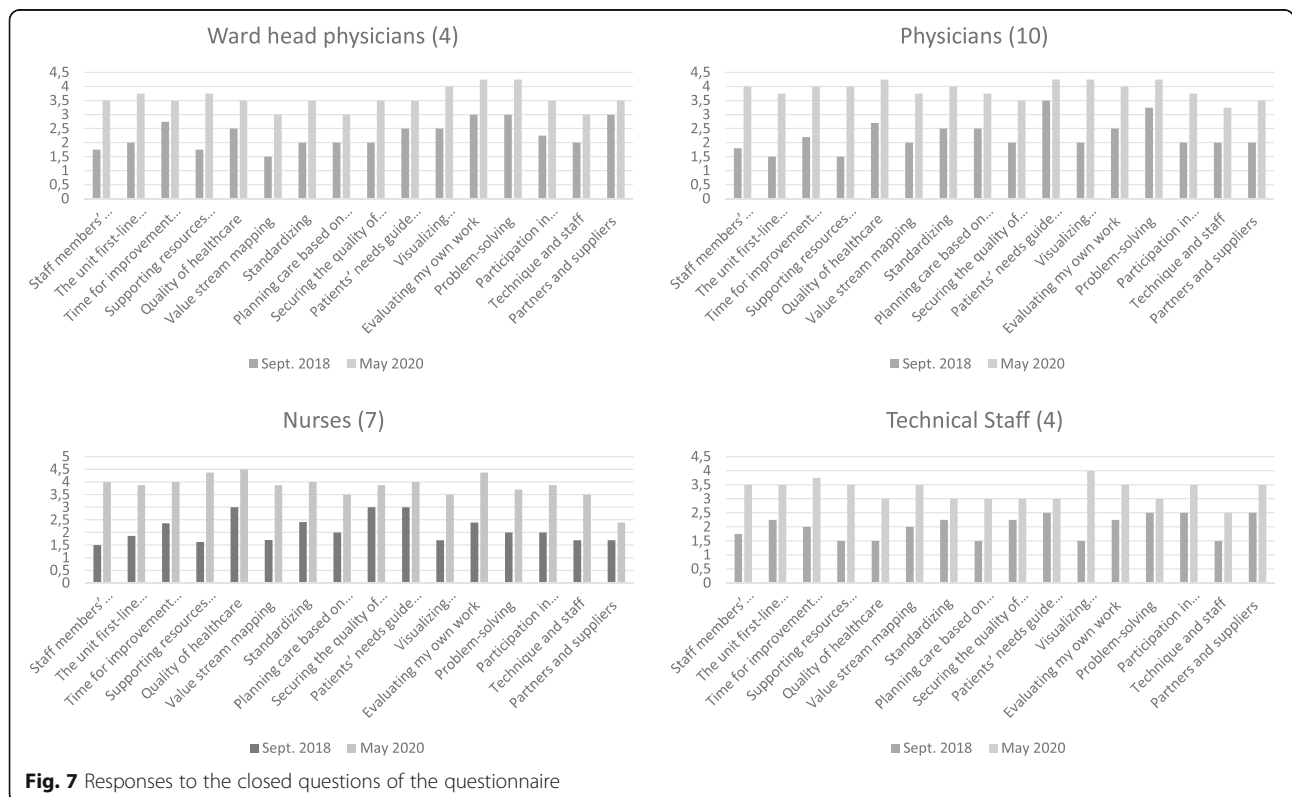 Ward head physicians (4)
4,5
4
3,5
3
2,5
2
1,5
1
0,5
0
Staff members' ...
The unit first-line...
Time for improvement...
Supporting resources...
Quality of healthcare
Value stream mapping
Standardizing
Planning care based on...
Securing the quality of...
Patients' needs guide...
Visualizing...
Evaluating my own work
Problem-solving
Participation in...
Technique and staff
Partners and suppliers
Sept. 2018 May 2020
Physicians (10)
4,5
4
3,5
3
2,5
2
1,5
1
0,5
0
Staff members' ...
The unit first-line...
Time for improvement...
Supporting resources...
Quality of healthcare
Value stream mapping
Standardizing
Planning care based on...
Securing the quality of...
Patients' needs guide...
Visualizing...
Evaluating my own work
Problem-solving
Participation in...
Technique and staff
Partners and suppliers
Sept. 2018 May 2020
Nurses (7)
5
4,5
4
3,5
3
2,5
2
1,5
1
0,5
0
Staff members' ...
The unit first-line...
Time for improvement...
Supporting resources...
Quality of healthcare
Value stream mapping
Standardizing
Planning care based on...
Securing the quality of...
Patients' needs guide...
Visualizing...
Evaluating my own work
Problem-solving
Participation in...
Technique and staff
Partners and suppliers
Sept. 2018 May 2020
Technical Staff (4)
4,5
4
3,5
3
2,5
2
1,5
1
0,5
0
Staff members' ...
The unit first-line...
Time for improvement...
Supporting resources...
Quality of healthcare
Value stream mapping
Standardizing
Planning care based on...
Securing the quality of...
Patients' needs guide...
Visualizing...
Evaluating my own work
Problem-solving
Participation in...
Technique and staff
Partners and suppliers
Sept. 2018 May 2020
Fig. 7 Responses to the closed questions of the questionnaire